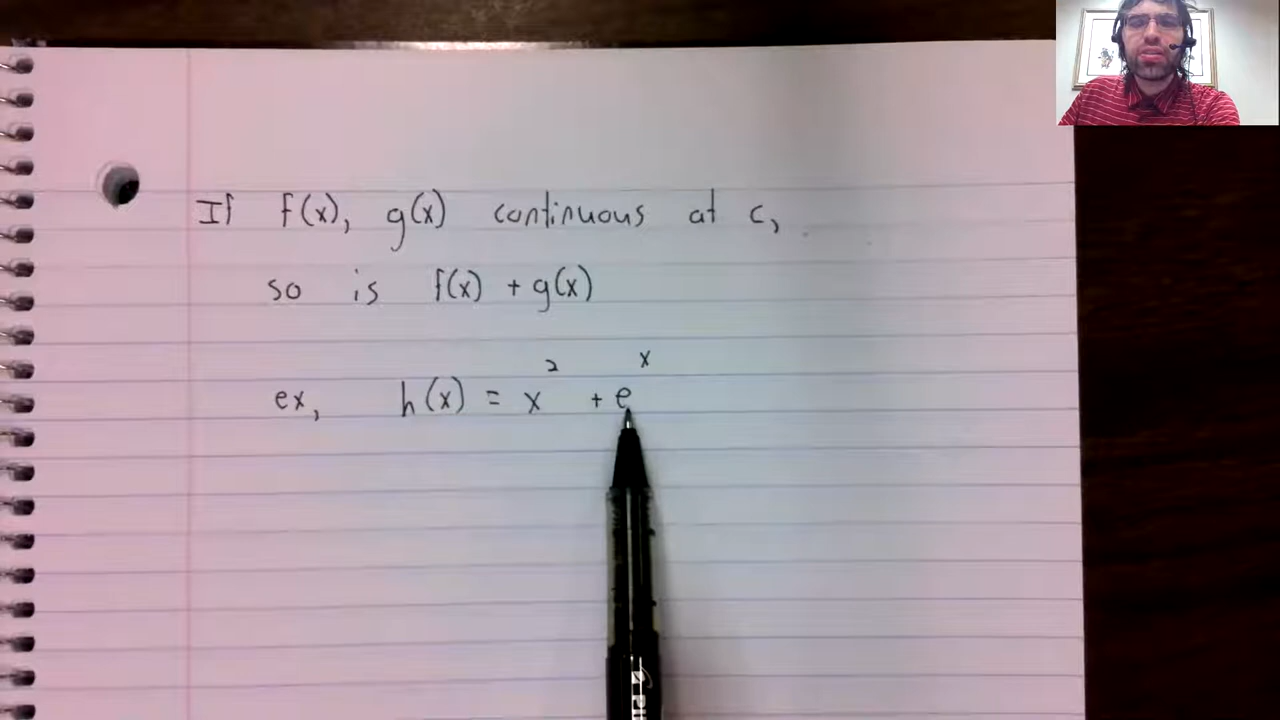 If f(x), g(x) continuous at c,
so is f(x) + g(x)
ex, h(x) = x² + eˣ